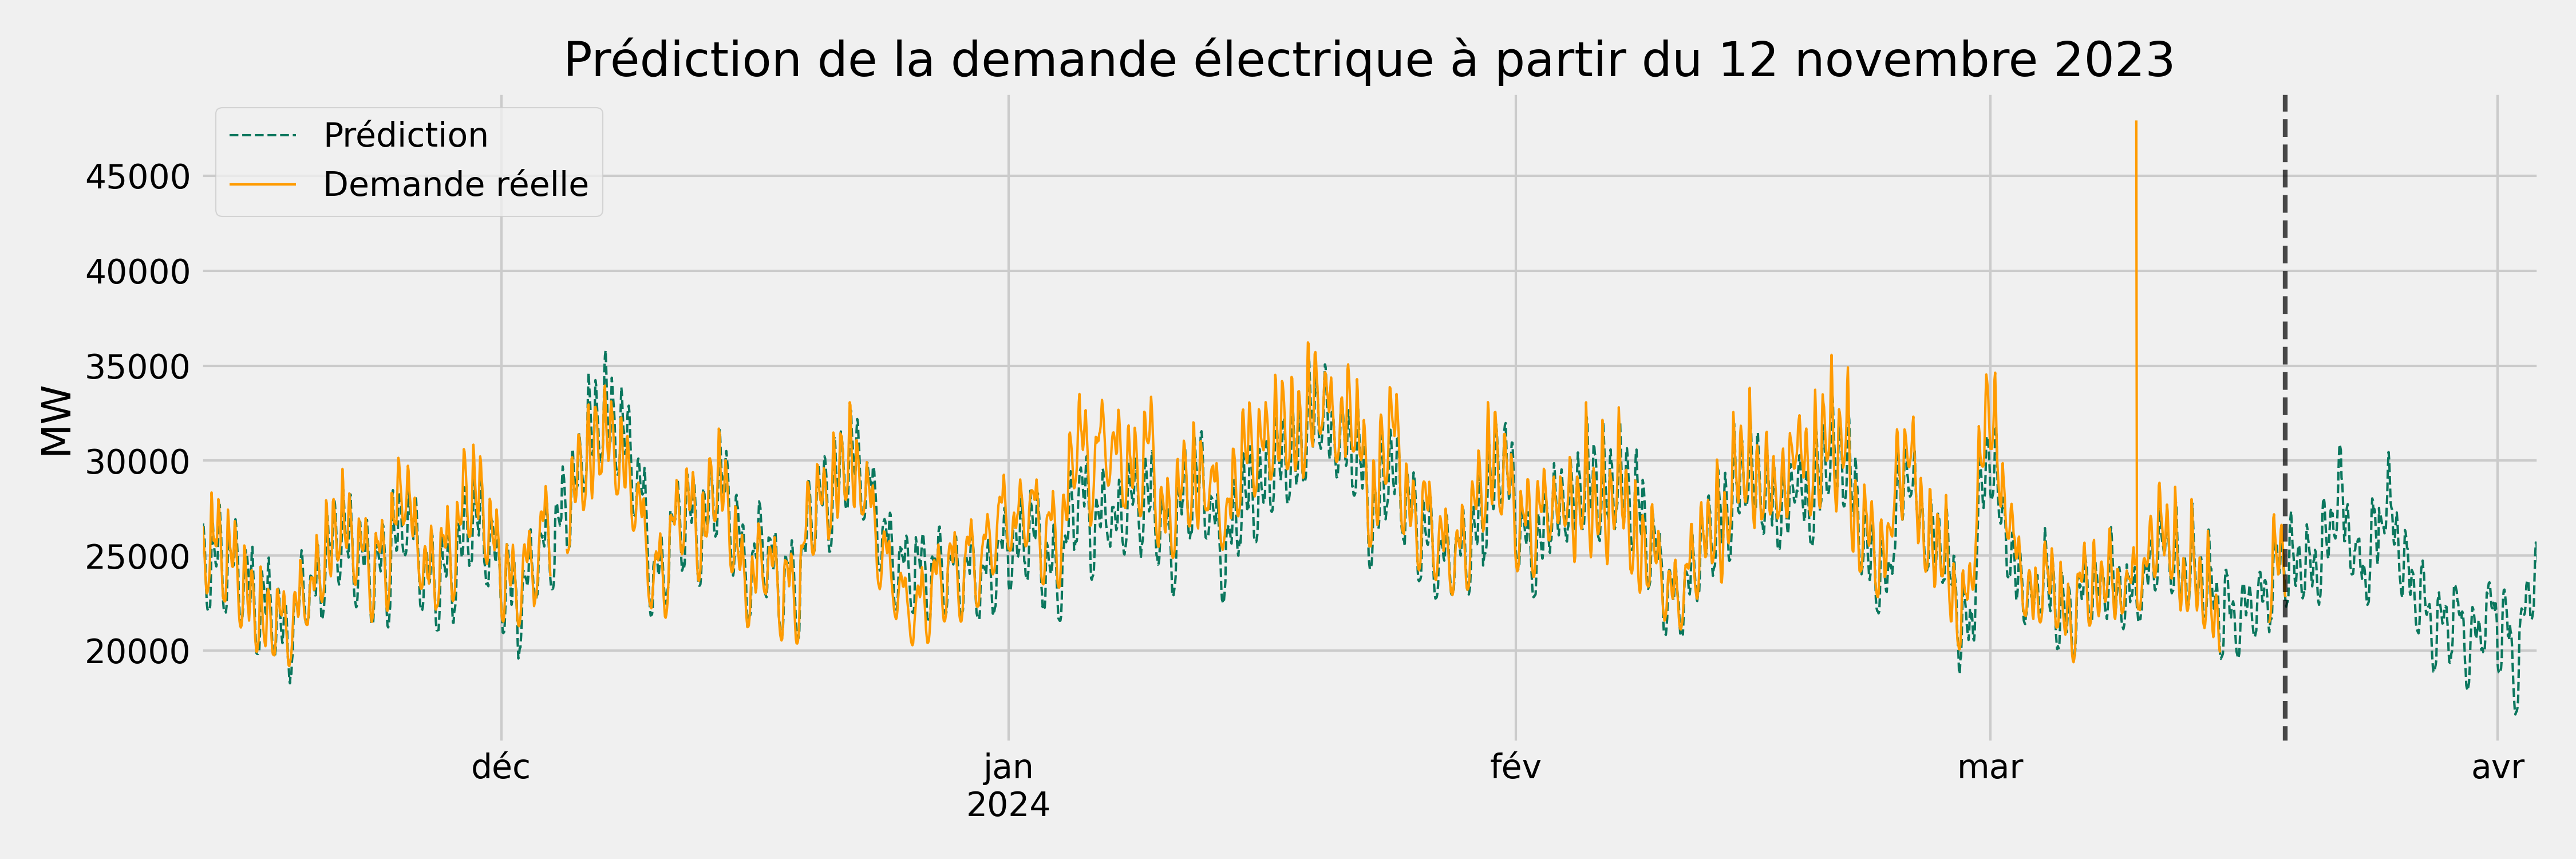 Prédiction de la demande électrique à partir du 12 novembre 2023
Prédiction
Demande réelle
MW
45000
40000
35000
30000
25000
20000
déc
jan
2024
fév
mar
avr